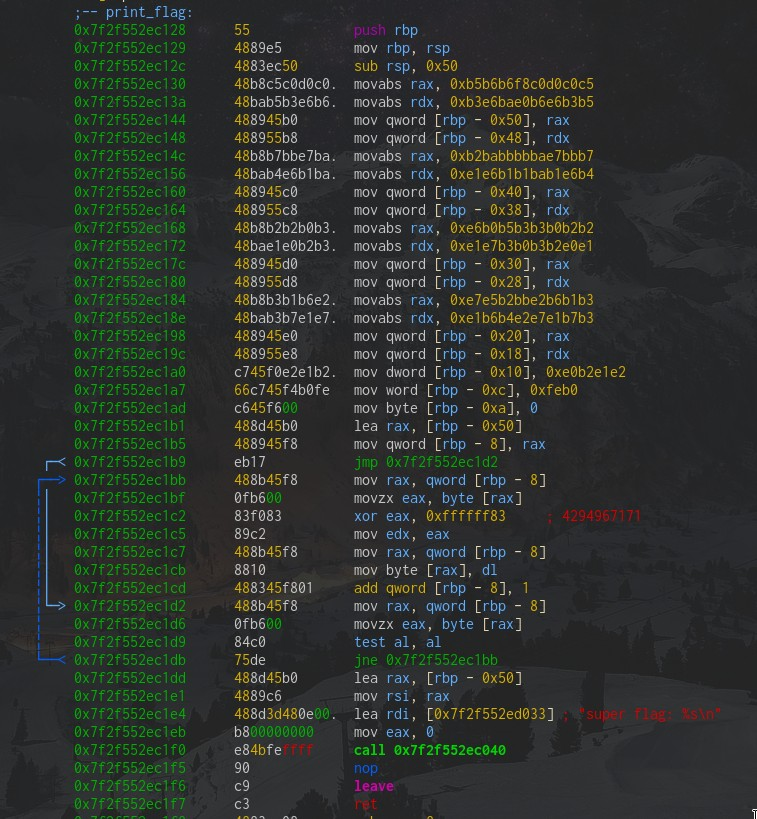 ;-- print_flag:
0x7f2f552ec128 55 push rbp
0x7f2f552ec129 4889e5 mov rbp, rsp
0x7f2f552ec12c 4883ec50 sub rsp, 0x50
0x7f2f552ec130 48b8c5c0d0c0. movabs rax, 0xb5b6b6f8c0d0c0c5
0x7f2f552ec13a 48bab5b3e6b6. movabs rdx, 0xb3e6bae0b6e6b3b5
0x7f2f552ec144 488945b0 mov qword [rbp - 0x50], rax
0x7f2f552ec148 488955b8 mov qword [rbp - 0x48], rdx
0x7f2f552ec14c 48b8b7bbe7ba. movabs rax, 0xb2babbbbbae7bbb7
0x7f2f552ec156 48bab4e6b1ba. movabs rdx, 0xe1e6b1b1bab1e6b4
0x7f2f552ec160 488945c0 mov qword [rbp - 0x40], rax
0x7f2f552ec164 488955c8 mov qword [rbp - 0x38], rdx
0x7f2f552ec168 48b8b2b2b0b3. movabs rax, 0xe6b0b5b3b3b0b2b2
0x7f2f552ec172 48bae1e0b2b3. movabs rdx, 0xe1e7b3b0b3b2e0e1
0x7f2f552ec17c 488945d0 mov qword [rbp - 0x30], rax
0x7f2f552ec180 488955d8 mov qword [rbp - 0x28], rdx
0x7f2f552ec184 48b8b3b1b6e2. movabs rax, 0xe7e5b2bbe2b6b1b3
0x7f2f552ec18e 48bab3b7e1e7. movabs rdx, 0xe1b6b4e2e7e1b7b3
0x7f2f552ec198 488945e0 mov qword [rbp - 0x20], rax
0x7f2f552ec19c 488955e8 mov qword [rbp - 0x18], rdx
0x7f2f552ec1a0 c745f0e2e1b2. mov dword [rbp - 0x10], 0xe0b2e1e2
0x7f2f552ec1a7 66c745f4b0fe mov word [rbp - 0xc], 0xfeb0
0x7f2f552ec1ad c645f600 mov byte [rbp - 0xa], 0
0x7f2f552ec1b1 488d45b0 lea rax, [rbp - 0x50]
0x7f2f552ec1b5 488945f8 mov qword [rbp - 8], rax
0x7f2f552ec1b9 eb17 jmp 0x7f2f552ec1d2
0x7f2f552ec1bb 488b45f8 mov rax, qword [rbp - 8]
0x7f2f552ec1bf 0fb600 movzx eax, byte [rax]
0x7f2f552ec1c2 83f083 xor eax, 0xffffff83 ; 4294967171
0x7f2f552ec1c5 89c2 mov edx, eax
0x7f2f552ec1c7 488b45f8 mov rax, qword [rbp - 8]
0x7f2f552ec1cb 8810 mov byte [rax], dl
0x7f2f552ec1cd 488345f801 add qword [rbp - 8], 1
0x7f2f552ec1d2 488b45f8 mov rax, qword [rbp - 8]
0x7f2f552ec1d6 0fb600 movzx eax, byte [rax]
0x7f2f552ec1d9 84c0 test al, al
0x7f2f552ec1db 75de jne 0x7f2f552ec1bb
0x7f2f552ec1dd 488d45b0 lea rax, [rbp - 0x50]
0x7f2f552ec1e1 4889c6 mov rsi, rax
0x7f2f552ec1e4 488d3d480e00. lea rdi, [0x7f2f552ed033] ; "super flag: %s\n"
0x7f2f552ec1eb b800000000 mov eax, 0
0x7f2f552ec1f0 e84bfeffff call 0x7f2f552ec040
0x7f2f552ec1f5 90 nop
0x7f2f552ec1f6 c9 leave
0x7f2f552ec1f7 c3 ret